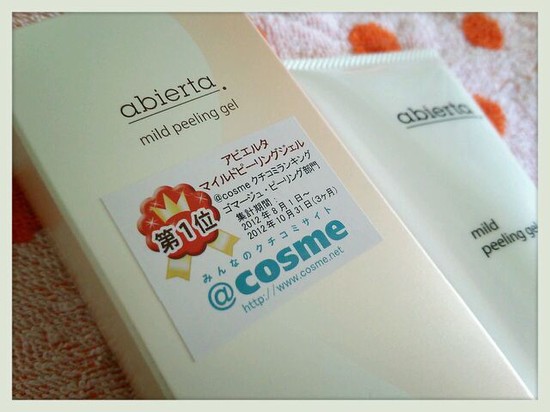 abierta.
mild peeling gel
アビエルタ
マイルドピーリングジェル
@cosme クチコミランキング
ゴマージュ・ピーリング部門
集計期間：
2012年8月1日～
2012年10月31日(3ヶ月)
第1位
みんなのクチコミサイト
@cosme
http://www.cosme.net
abierta.
mild
peeling gel